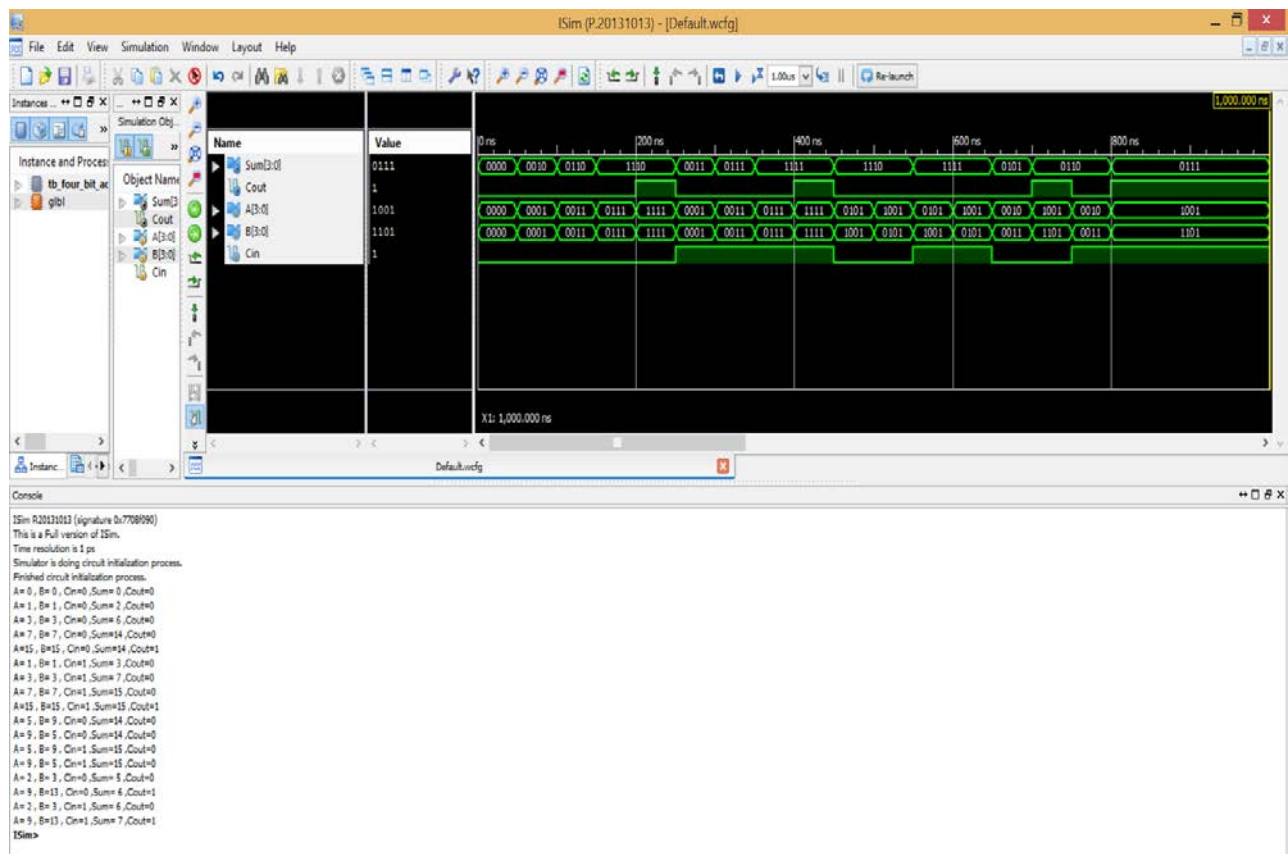 ISim (P.20131013) - [Default.wcfg]
File Edit View Simulation Window Layout Help
1.00us Re-launch
Instances ...
Simulation Obj...
Instance and Proces
tb_four_bit_ac
glbl
Object Name
Sum[3
Cout
A[3:0]
B[3:0]
Cin
Name Value
Sum[3:0] 0111
Cout 1
A[3:0] 1001
B[3:0] 1101
Cin 1
1,000.000 ns
0 ns 200 ns 400 ns 600 ns 800 ns
0000 0010 0110 1110 0011 0111 1111 1110 1111 0101 0110 0111
0000 0001 0011 0111 1111 0001 0011 0111 1111 0101 1001 0101 1001 0010 1001 0010 1001
0000 0001 0011 0111 1111 0001 0011 0111 1111 1001 0101 1001 0101 0011 1101 0011 1101
X1: 1,000.000 ns
Instanc...
Default.wcfg
Console
ISim P.20131013 (signature 0x7708f090)
This is a Full version of ISim.
Time resolution is 1 ps
Simulator is doing circuit initialization process.
Finished circuit initialization process.
A= 0 , B= 0 , Cin=0 ,Sum= 0 ,Cout=0
A= 1 , B= 1 , Cin=0 ,Sum= 2 ,Cout=0
A= 3 , B= 3 , Cin=0 ,Sum= 6 ,Cout=0
A= 7 , B= 7 , Cin=0 ,Sum=14 ,Cout=0
A=15 , B=15 , Cin=0 ,Sum=14 ,Cout=1
A= 1 , B= 1 , Cin=1 ,Sum= 3 ,Cout=0
A= 3 , B= 3 , Cin=1 ,Sum= 7 ,Cout=0
A= 7 , B= 7 , Cin=1 ,Sum=15 ,Cout=0
A=15 , B=15 , Cin=1 ,Sum=15 ,Cout=1
A= 5 , B= 9 , Cin=0 ,Sum=14 ,Cout=0
A= 9 , B= 5 , Cin=0 ,Sum=14 ,Cout=0
A= 5 , B= 9 , Cin=1 ,Sum=15 ,Cout=0
A= 9 , B= 5 , Cin=1 ,Sum=15 ,Cout=0
A= 2 , B= 3 , Cin=0 ,Sum= 5 ,Cout=0
A= 9 , B=13 , Cin=0 ,Sum= 6 ,Cout=1
A= 2 , B= 3 , Cin=1 ,Sum= 6 ,Cout=0
A= 9 , B=13 , Cin=1 ,Sum= 7 ,Cout=1
ISim>